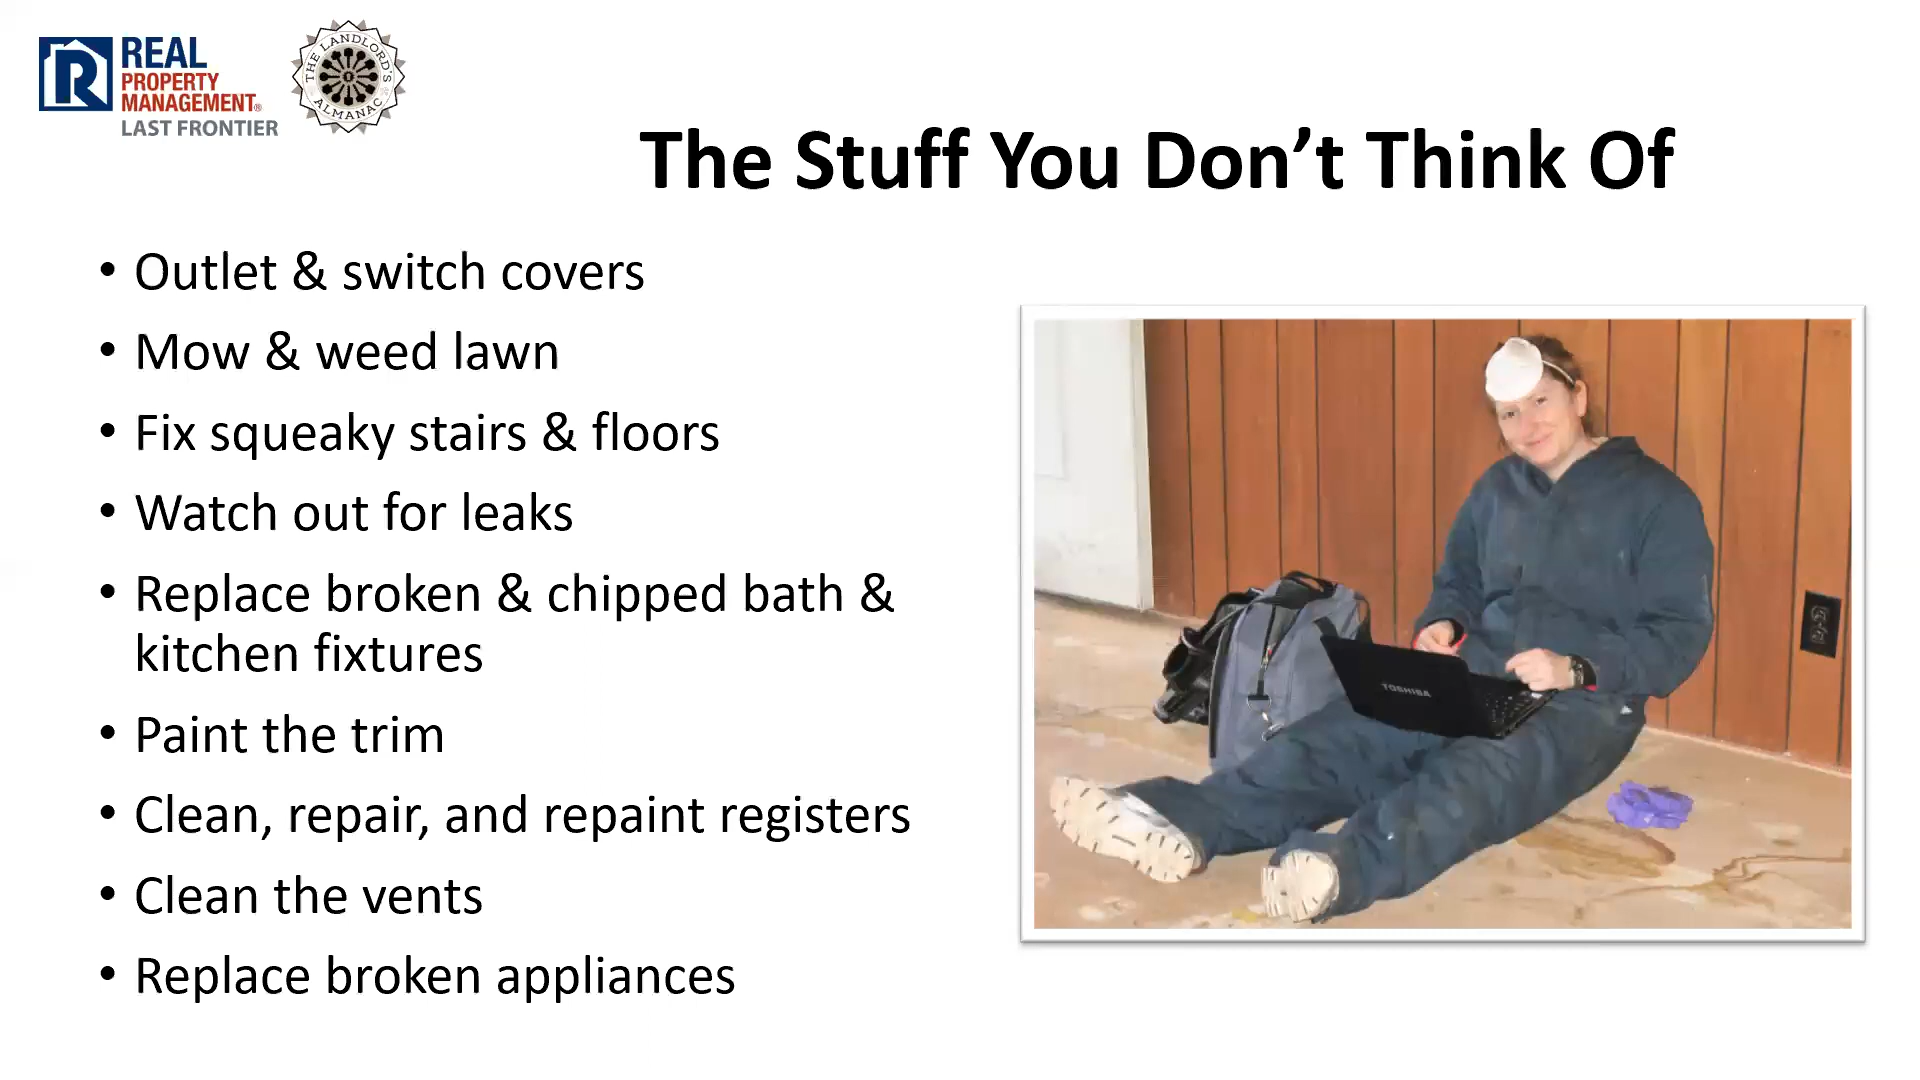 REAL
PROPERTY
MANAGEMENT®
LAST FRONTIER
THE LANDLORD'S
ALMANAC
The Stuff You Don’t Think Of
• Outlet & switch covers
• Mow & weed lawn
• Fix squeaky stairs & floors
• Watch out for leaks
• Replace broken & chipped bath &
kitchen fixtures
• Paint the trim
• Clean, repair, and repaint registers
• Clean the vents
• Replace broken appliances
TOSHIBA